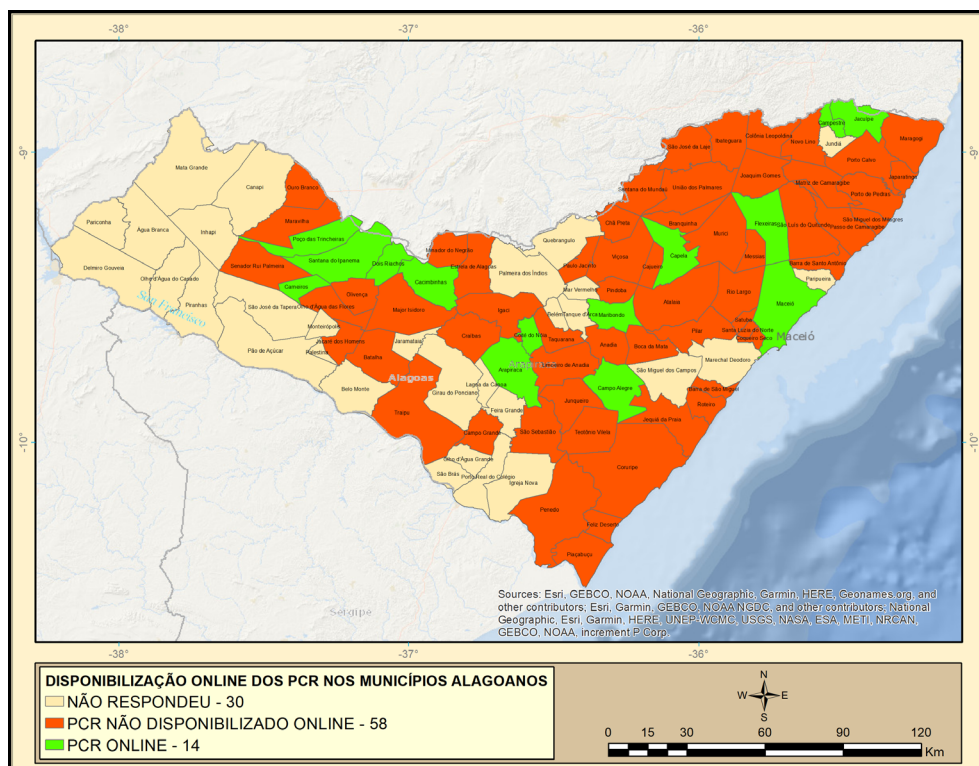 -38°
-37°
-36°
-9°
-9°
-10°
-10°
-38°
-37°
-36°
Mata Grande
Canapi
Ouro Branco
Pariconha
Água Branca
Inhapi
Maravilha
Delmiro Gouveia
Olho d'Água do Casado
Piranhas
São Francisco
Senador Rui Palmeira
Poço das Trincheiras
Santana do Ipanema
Dois Riachos
Carneiros
São José da Tapera
Olho d'Água das Flores
Olivença
Major Isidoro
Cacimbinhas
Minador do Negrão
Estrela de Alagoas
Palmeira dos Índios
Quebrangulo
Paulo Jacinto
Mar Vermelho
Belém
Tanque d'Arca
Monteirópolis
Palestina
Jacaré dos Homens
Pão de Açúcar
Batalha
Jaramataia
Belo Monte
Alagoas
Traipu
Girau do Ponciano
Lagoa da Canoa
Feira Grande
Campo Grande
Olho d'Água Grande
São Brás
Porto Real do Colégio
Igreja Nova
São Sebastião
Craíbas
Igaci
Coité do Nóia
Arapiraca
Taquarana
Limoeiro de Anadia
Junqueiro
Teotônio Vilela
Campo Alegre
Coruripe
Penedo
Feliz Deserto
Piaçabuçu
Jequiá da Praia
Roteiro
Barra de São Miguel
São Miguel dos Campos
Marechal Deodoro
Boca da Mata
Anadia
Maribondo
Pindoba
Viçosa
Chã Preta
Cajueiro
Capela
Atalaia
Pilar
Rio Largo
Satuba
Santa Luzia do Norte
Coqueiro Seco
Maceió
Maceió
Messias
Murici
Branquinha
União dos Palmares
Santana do Mundaú
São José da Laje
Ibateguara
Colônia Leopoldina
Novo Lino
Joaquim Gomes
Flexeiras
São Luís do Quitunde
Matriz de Camaragibe
Passo de Camaragibe
São Miguel dos Milagres
Porto de Pedras
Porto Calvo
Japaratinga
Maragogi
Jacuípe
Campestre
Jundiá
Barra de Santo Antônio
Paripueira
Sergipe
Sources: Esri, GEBCO, NOAA, National Geographic, Garmin, HERE, Geonames.org, and
other contributors; Esri, Garmin, GEBCO, NOAA NGDC, and other contributors; National
Geographic, Esri, Garmin, HERE, UNEP-WCMC, USGS, NASA, ESA, METI, NRCAN,
GEBCO, NOAA, increment P Corp.
DISPONIBILIZAÇÃO ONLINE DOS PCR NOS MUNICÍPIOS ALAGOANOS
NÃO RESPONDEU - 30
PCR NÃO DISPONIBILIZADO ONLINE - 58
PCR ONLINE - 14
N
W E
S
0 15 30 60 90 120
Km